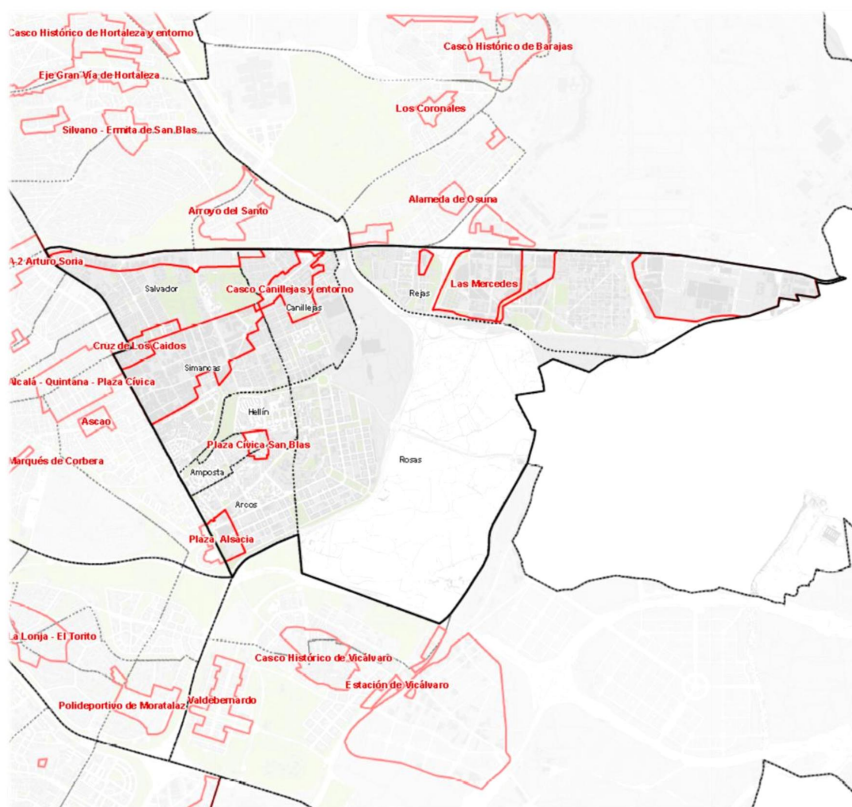 Casco Histórico de Hortaleza y entorno
Casco Histórico de Barajas
Eje Gran Vía de Hortaleza
Los Coronales
Silvano - Ermita de San Blas
Alameda de Osuna
Arroyo del Santo
A.2 Arturo Soria
Salvador
Casco Canillejas y entorno
Las Mercedes
Rejas
Canillejas
Cruz de Los Caidos
Simancas
Alcalá - Quintana - Plaza Cívica
Hellín
Ascao
Plaza Cívica San Blas
Marqués de Corbera
Rosas
Amposta
Arcos
Plaza Alsacia
La Lonja - El Torito
Casco Histórico de Vicálvaro
Estación de Vicálvaro
Polideportivo de Moratalaz
Valdebernardo